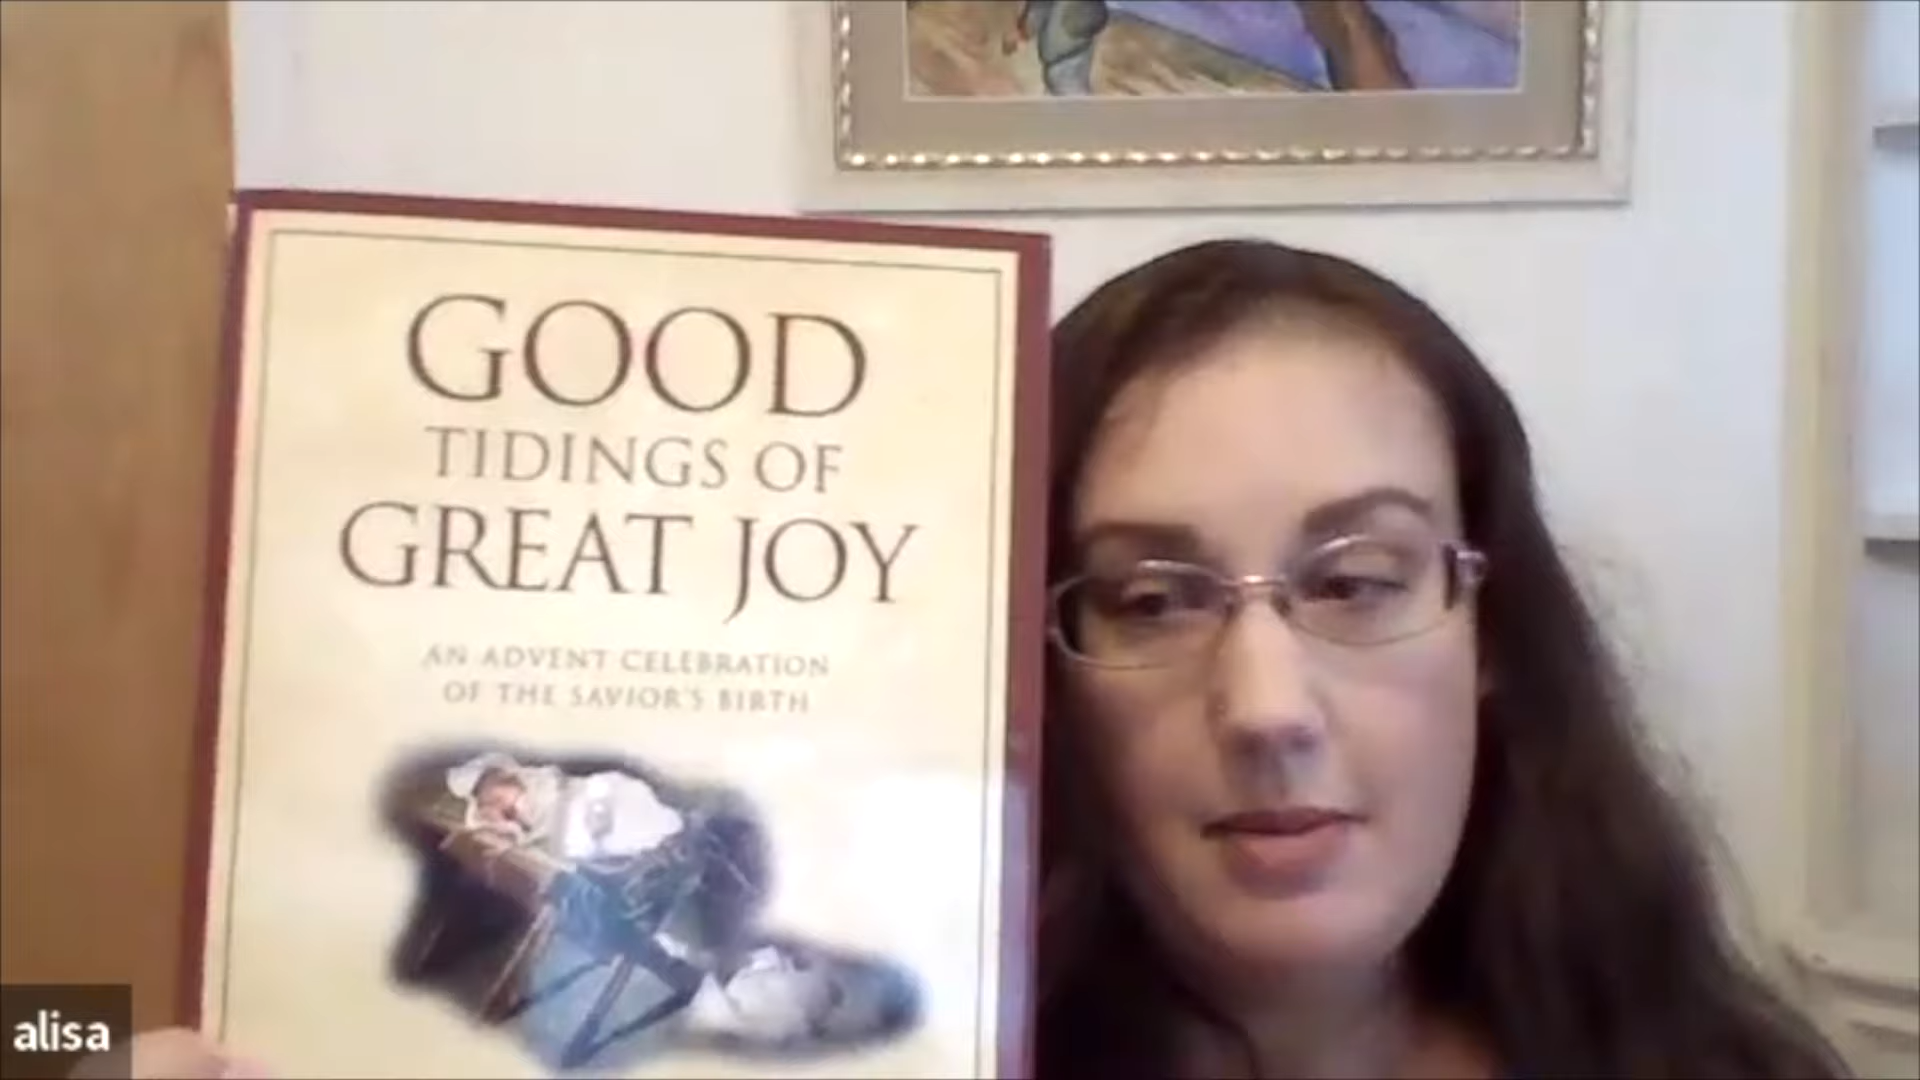 GOOD
TIDINGS OF
GREAT JOY
AN ADVENT CELEBRATION
OF THE SAVIOR'S BIRTH
alisa